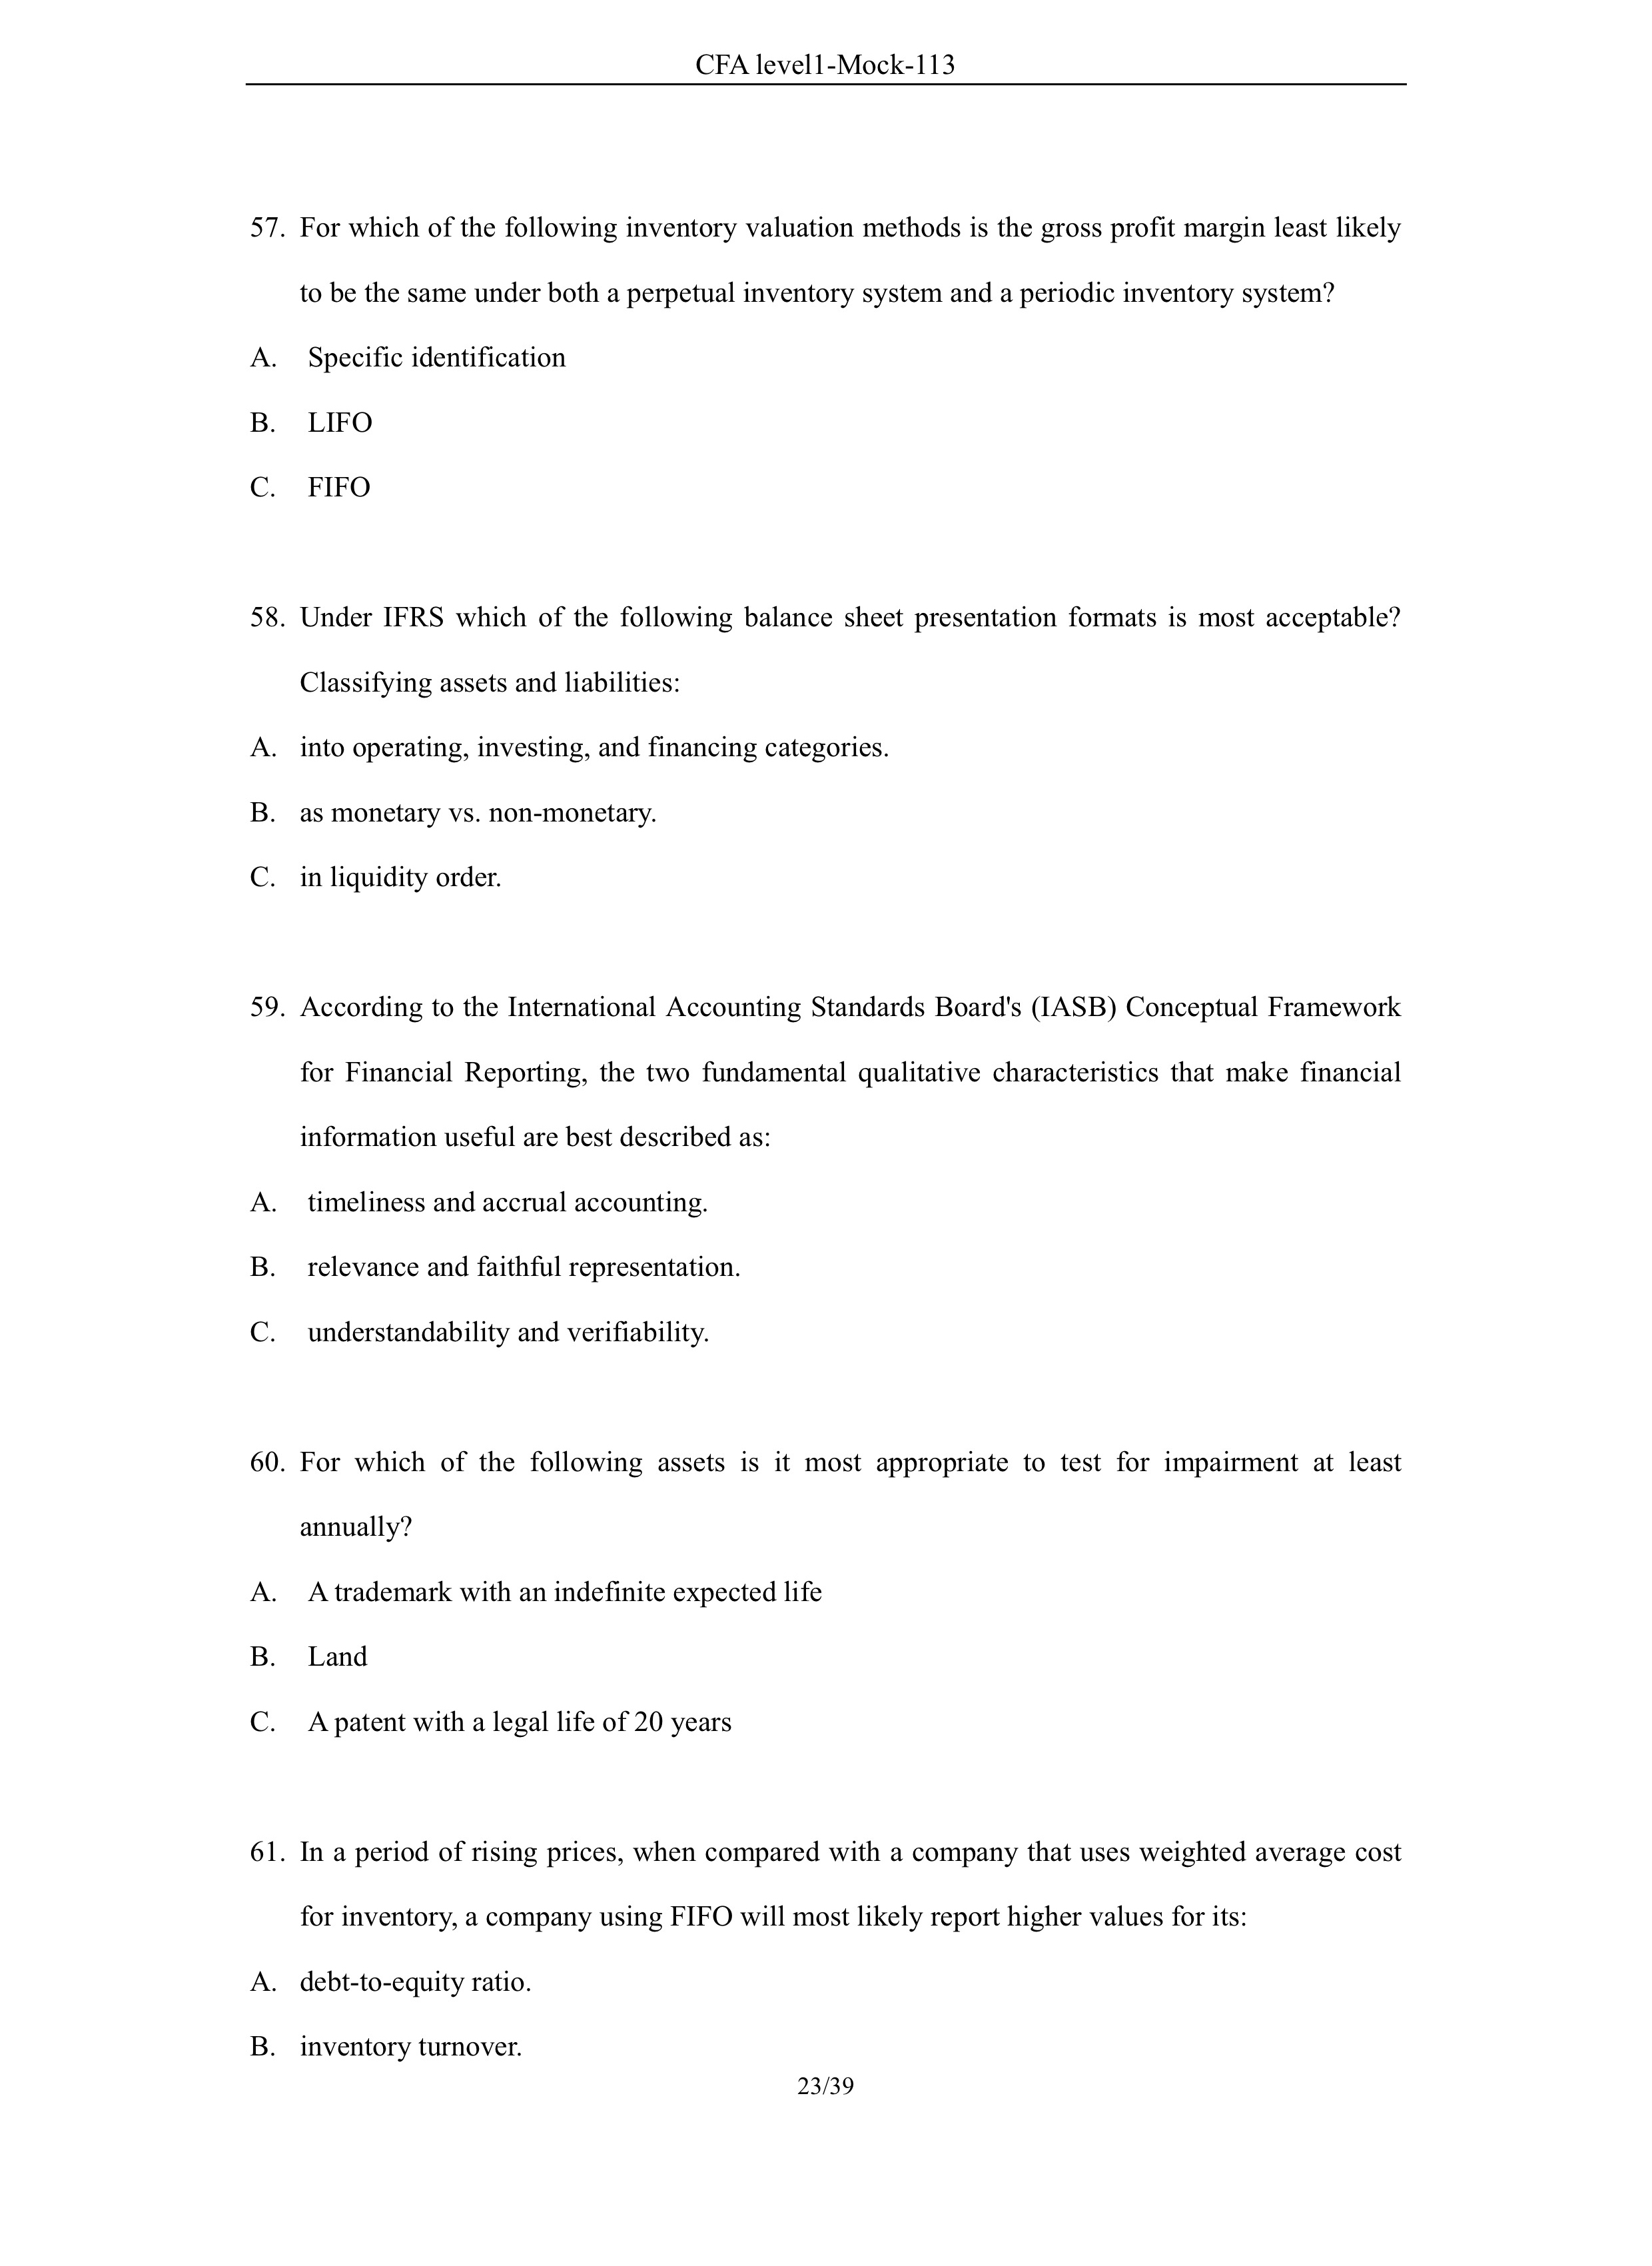 CFA level1-Mock-113
57. For which of the following inventory valuation methods is the gross profit margin least likely
to be the same under both a perpetual inventory system and a periodic inventory system?
A. Specific identification
B. LIFO
C. FIFO
58. Under IFRS which of the following balance sheet presentation formats is most acceptable?
Classifying assets and liabilities:
A. into operating, investing, and financing categories.
B. as monetary vs. non-monetary.
C. in liquidity order.
59. According to the International Accounting Standards Board's (IASB) Conceptual Framework
for Financial Reporting, the two fundamental qualitative characteristics that make financial
information useful are best described as:
A. timeliness and accrual accounting.
B. relevance and faithful representation.
C. understandability and verifiability.
60. For which of the following assets is it most appropriate to test for impairment at least
annually?
A. A trademark with an indefinite expected life
B. Land
C. A patent with a legal life of 20 years
61. In a period of rising prices, when compared with a company that uses weighted average cost
for inventory, a company using FIFO will most likely report higher values for its:
A. debt-to-equity ratio.
B. inventory turnover.
23/39